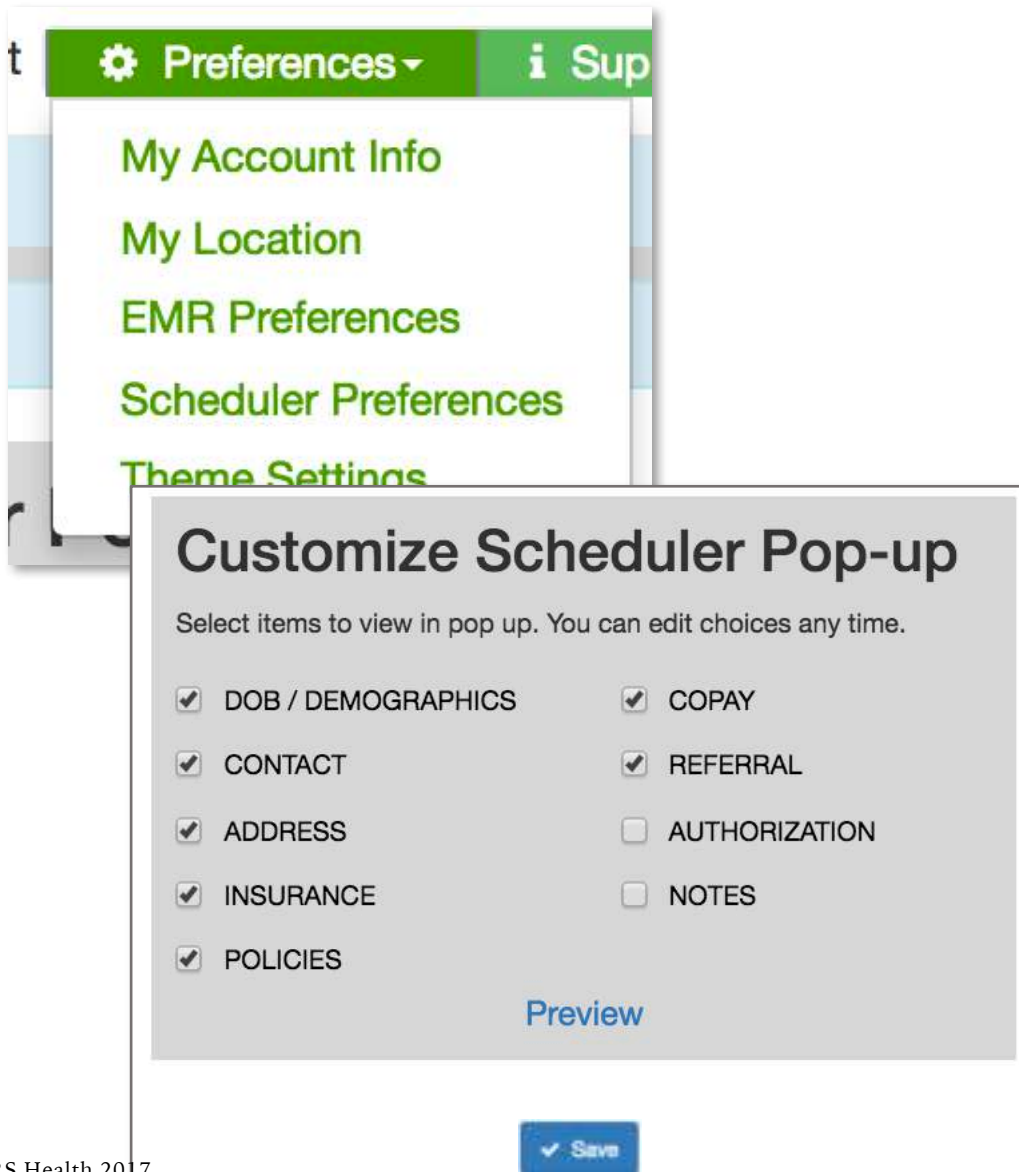 t Preferences Sup
My Account Info
My Location
EMR Preferences
Scheduler Preferences
Theme Settings
Customize Scheduler Pop-up
Select items to view in pop up. You can edit choices any time.
DOB / DEMOGRAPHICS
CONTACT
ADDRESS
INSURANCE
POLICIES
COPAY
REFERRAL
AUTHORIZATION
NOTES
Preview
Save
S Health 2017